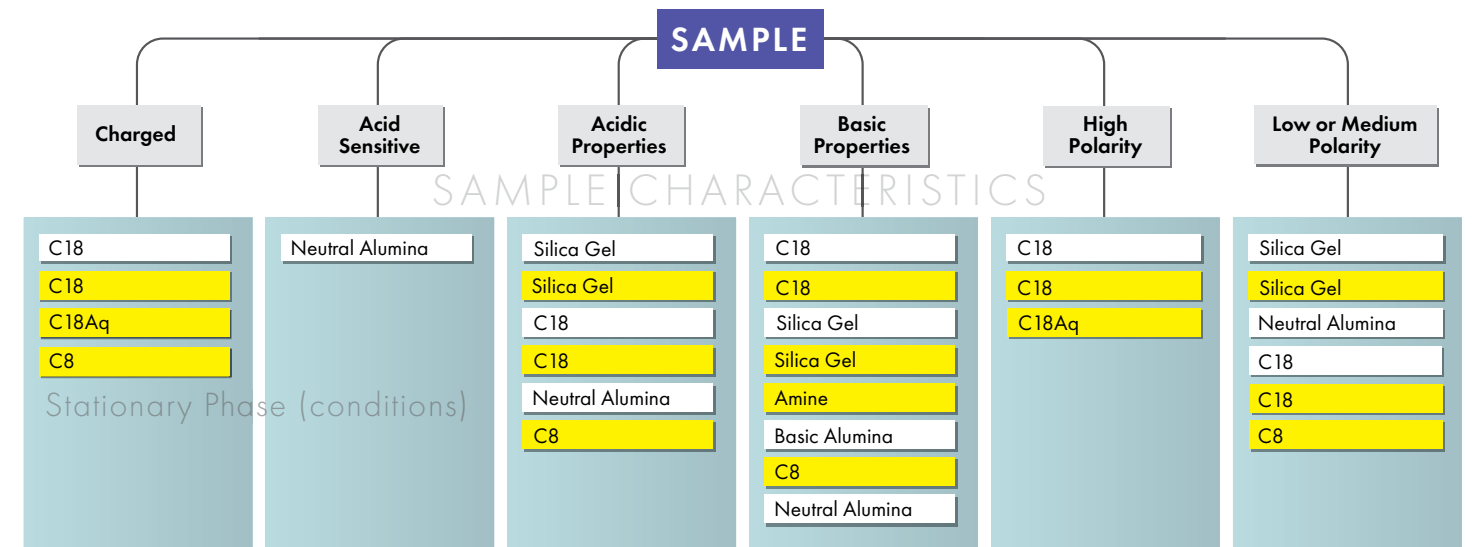 SAMPLE
Charged
Acid
Sensitive
Acidic
Properties
Basic
Properties
High
Polarity
Low or Medium
Polarity
SAMPLE CHARACTERISTICS
C18
C18
C18Aq
C8
Neutral Alumina
Silica Gel
Silica Gel
C18
C18
Neutral Alumina
C8
C18
C18
Silica Gel
Silica Gel
Amine
Basic Alumina
C8
Neutral Alumina
C18
C18
C18Aq
Silica Gel
Silica Gel
Neutral Alumina
C18
C18
C8
Stationary Phase (conditions)